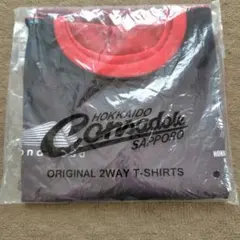 HOKKAIDO
Consadole
SAPPORO
ORIGINAL 2WAY T-SHIRTS